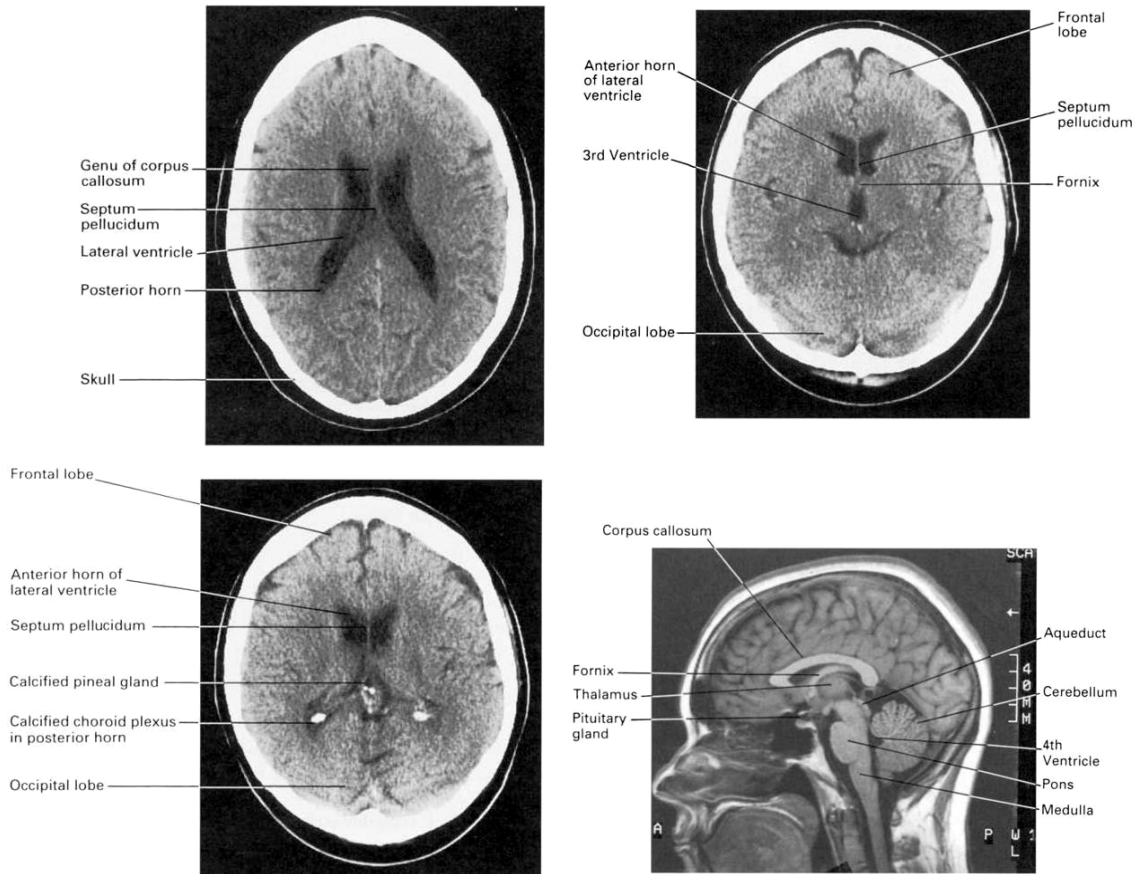 Genu of corpus
callosum
Septum
pellucidum
Lateral ventricle
Posterior horn
Skull
Anterior horn
of lateral
ventricle
3rd Ventricle
Occipital lobe
Frontal
lobe
Septum
pellucidum
Fornix
Frontal lobe
Anterior horn of
lateral ventricle
Septum pellucidum
Calcified pineal gland
Calcified choroid plexus
in posterior horn
Occipital lobe
Corpus callosum
Fornix
Thalamus
Pituitary
gland
SCA
Aqueduct
4
0
M
M
Cerebellum
4th
Ventricle
Pons
Medulla
A
P W 1
L